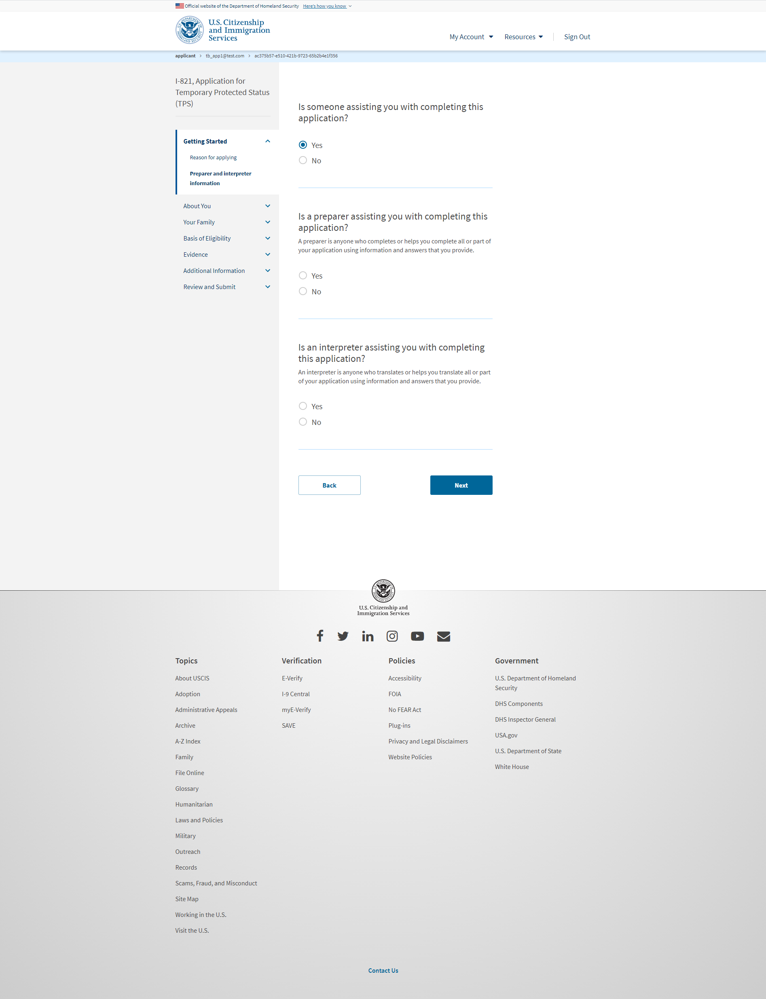 Official website of the Department of Homeland Security Here's how you know
U.S. Citizenship
and Immigration
Services
My Account Resources Sign Out
applicant > tb_app1@test.com > ac375b57-e510-421b-9723-65b2b4e1f356
I-821, Application for
Temporary Protected Status
(TPS)
Getting Started
Reason for applying
Preparer and interpreter
information
About You
Your Family
Basis of Eligibility
Evidence
Additional Information
Review and Submit
Is someone assisting you with completing this
application?
Yes
No
Is a preparer assisting you with completing this
application?
A preparer is anyone who completes or helps you complete all or part of
your application using information and answers that you provide.
Yes
No
Is an interpreter assisting you with completing
this application?
An interpreter is anyone who translates or helps you translate all or part
of your application using information and answers that you provide.
Yes
No
Back Next
U.S. Citizenship and
Immigration Services
Topics
About USCIS
Adoption
Administrative Appeals
Archive
A-Z Index
Family
File Online
Glossary
Humanitarian
Laws and Policies
Military
Outreach
Records
Scams, Fraud, and Misconduct
Site Map
Working in the U.S.
Visit the U.S.
Verification
E-Verify
I-9 Central
myE-Verify
SAVE
Policies
Accessibility
FOIA
No FEAR Act
Plug-ins
Privacy and Legal Disclaimers
Website Policies
Government
U.S. Department of Homeland
Security
DHS Components
DHS Inspector General
USA.gov
U.S. Department of State
White House
Contact Us